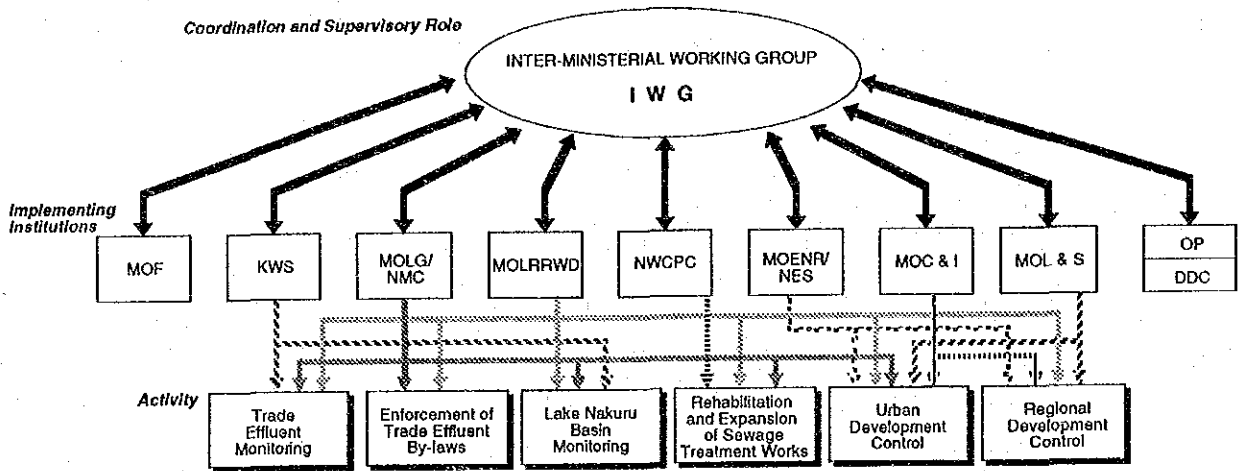 Coordination and Supervisory Role
INTER-MINISTERIAL WORKING GROUP
I W G
Implementing
Institutions
MOF
KWS
MOLG/
NMC
MOLRRWD
NWCPC
MOENR/
NES
MOC & I
MOL & S
OP
DDC
Activity
Trade
Effluent
Monitoring
Enforcement of
Trade Effluent
By-laws
Lake Nakuru
Basin
Monitoring
Rehabilitation
and Expansion
of Sewage
Treatment Works
Urban
Development
Control
Regional
Development
Control